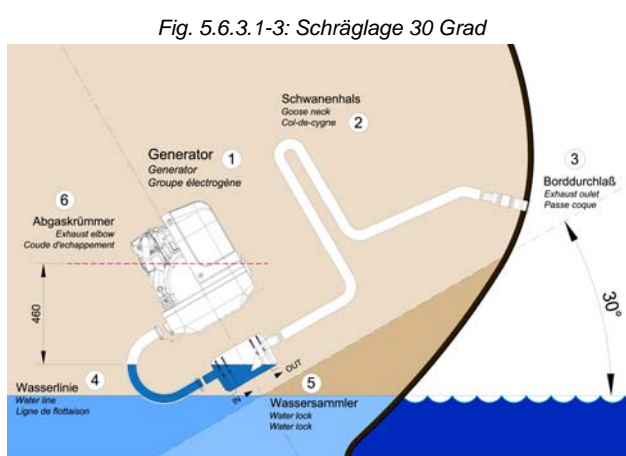 Fig. 5.6.3.1-3: Schräglage 30 Grad
Schwanenhals
Goose neck
Col-de-cygne
2
Generator
Generator
Groupe électrogène
1
3
Borddurchlaß
Exhaust oulet
Passe coque
6
Abgaskrümmer
Exhaust elbow
Coude d'echappement
460
30°
Wasserlinie
Water line
Ligne de flottaison
4
IN
OUT
5
Wassersammler
Water lock
Water lock